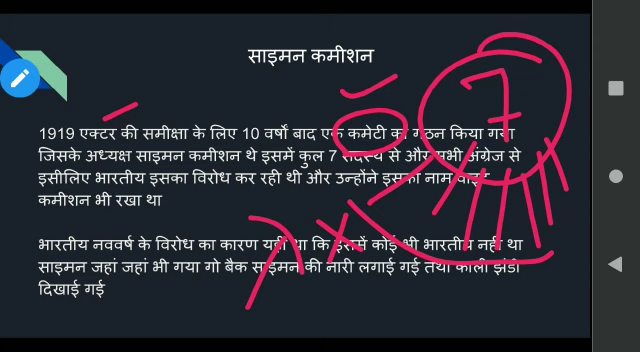 साइमन कमीशन
7
1919 एक्टर की समीक्षा के लिए 10 वर्षों बाद एक कमेटी का गठन किया गया
जिसके अध्यक्ष साइमन कमीशन थे इसमें कुल 7 सदस्य से और सभी अंग्रेज से
इसीलिए भारतीय इसका विरोध कर रही थी और उन्होंने इसका नाम वाइट
कमीशन भी रखा था
भारतीय नववर्ष के विरोध का कारण यही था कि इसमें कोई भी भारतीय नहीं था
साइमन जहां जहां भी गया गो बैक साइमन की नारी लगाई गई तथा काली झंडी
दिखाई गई